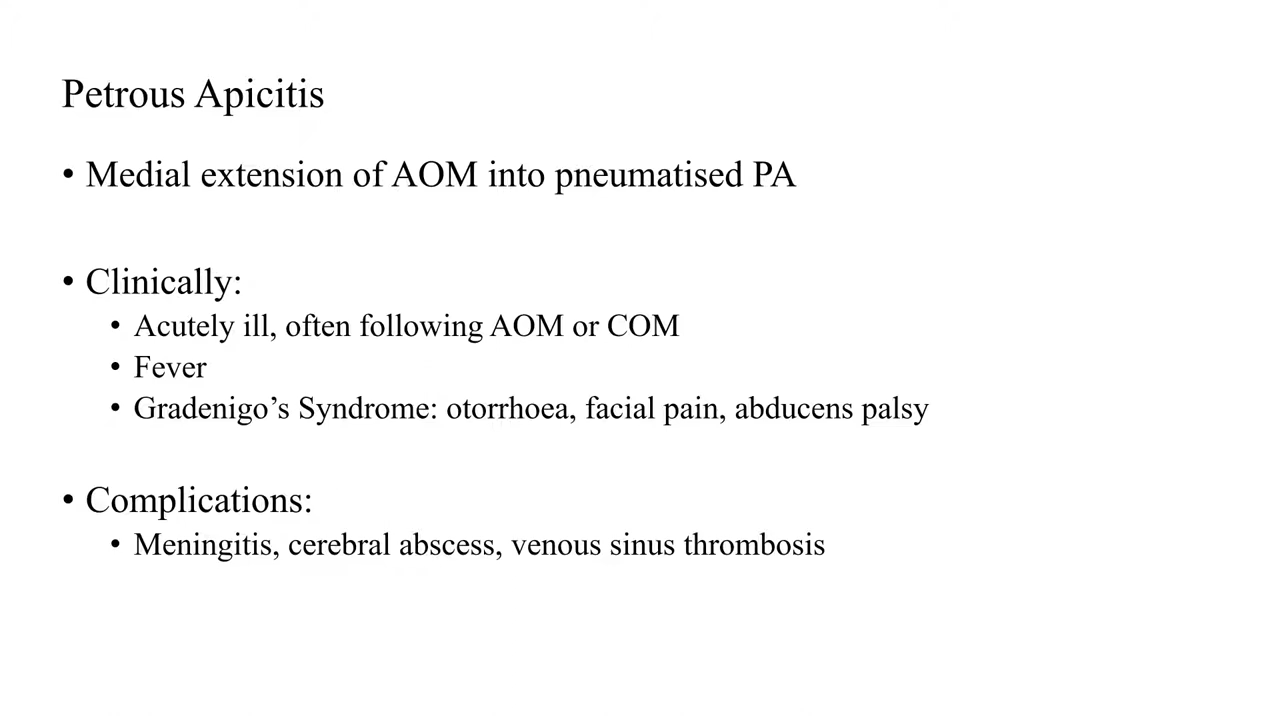 Petrous Apicitis
• Medial extension of AOM into pneumatised PA
• Clinically:
• Acutely ill, often following AOM or COM
• Fever
• Gradenigo’s Syndrome: otorrhoea, facial pain, abducens palsy
• Complications:
• Meningitis, cerebral abscess, venous sinus thrombosis